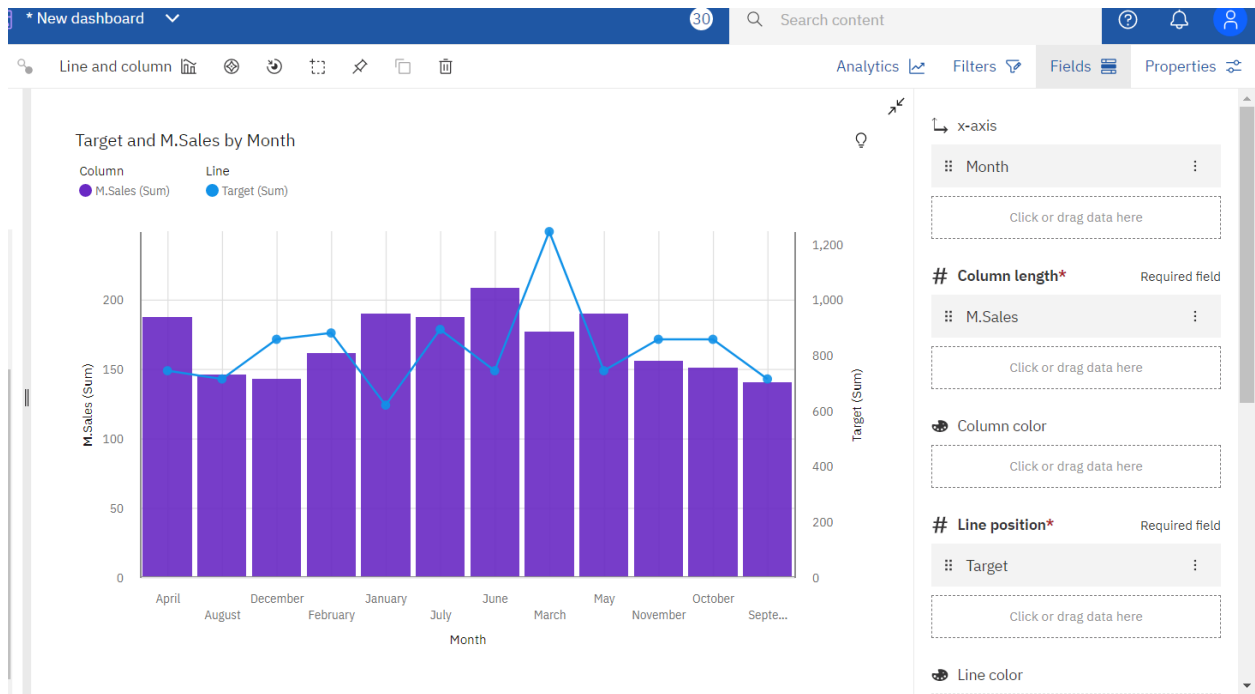 * New dashboard
30
Search content
Line and column
Analytics
Filters
Fields
Properties
Target and M.Sales by Month
Column
Line
M.Sales (Sum)
Target (Sum)
M.Sales (Sum)
200
150
100
50
0
1,200
1,000
800
600
400
200
0
Target (Sum)
April
August
December
February
January
July
June
March
May
November
October
Septe...
Month
x-axis
Month
Click or drag data here
# Column length* Required field
M.Sales
Click or drag data here
Column color
Click or drag data here
# Line position* Required field
Target
Click or drag data here
Line color